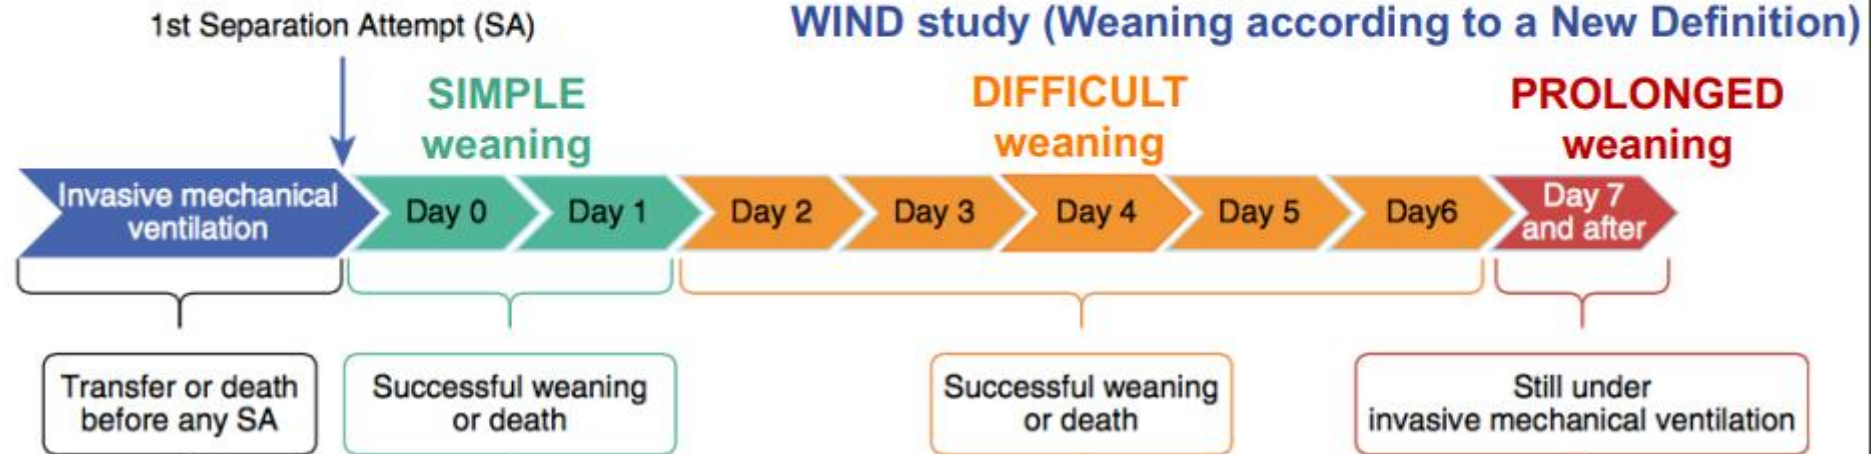 1st Separation Attempt (SA)
WIND study (Weaning according to a New Definition)
SIMPLE
weaning
DIFFICULT
weaning
PROLONGED
weaning
Invasive mechanical
ventilation
Day 0
Day 1
Day 2
Day 3
Day 4
Day 5
Day6
Day 7
and after
Transfer or death
before any SA
Successful weaning
or death
Successful weaning
or death
Still under
invasive mechanical ventilation